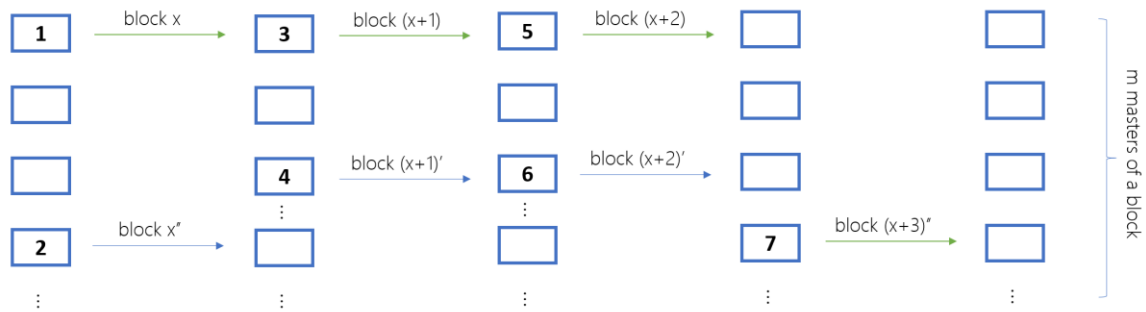 1 block x 3 block (x+1) 5 block (x+2)
4 block (x+1)′ 6 block (x+2)′
⋮ ⋮
2 block x″ 7 block (x+3)″
⋮ ⋮ ⋮
m masters of a block